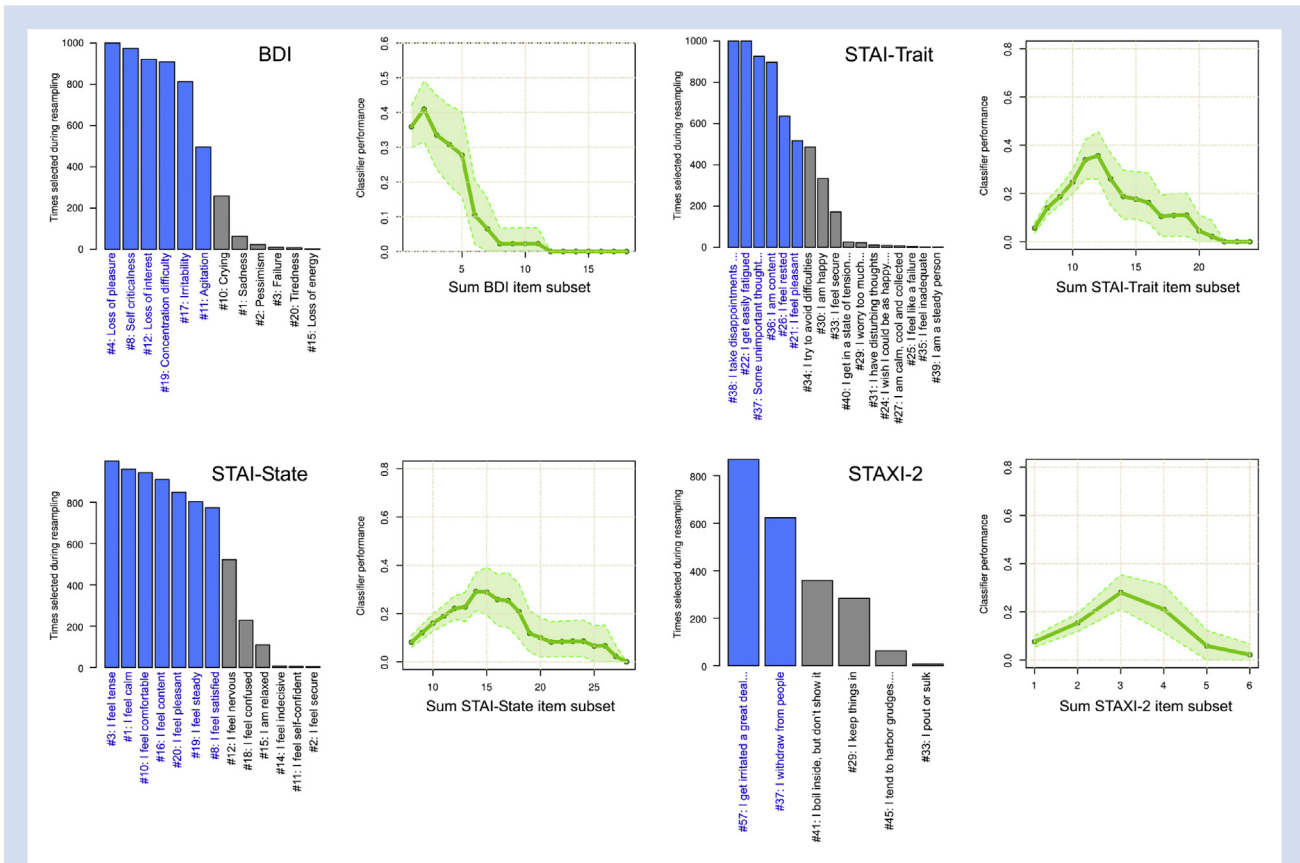 BDI
Times selected during resampling
1000
800
600
400
200
0
#4: Loss of pleasure
#8: Self criticalness
#12: Loss of interest
#19: Concentration difficulty
#17: Irritability
#11: Agitation
#10: Crying
#1: Sadness
#2: Pessimism
#3: Failure
#20: Tiredness
#15: Loss of energy
Classifier performance
0.6
0.5
0.4
0.3
0.2
0.1
0.0
5
15
Sum BDI item subset
STAI-Trait
Times selected during resampling
1000
800
600
400
200
0
#38: I take disappointments ...
#22: I get easily fatigued
#37: Some unimportant thought...
#36: I am content
#26: I feel rested
#21: I feel pleasant
#34: I try to avoid difficulties
#30: I am happy
#33: I feel secure
#40: I get in a state of tension...
#29: I worry too much...
#31: I have disturbing thoughts
#24: I wish I could be as happy....
#27: I am calm, cool and collected
#25: I feel like a failure
#35: I feel inadequate
#39: I am a steady person
Classifier performance
0.8
0.6
0.4
0.2
0.0
10
15
20
Sum STAI-Trait item subset
STAI-State
Times selected during resampling
800
600
400
200
0
#3: I feel tense
#1: I feel calm
#10: I feel comfortable
#16: I feel content
#20: I feel pleasant
#19: I feel steady
#8: I feel satisfied
#12: I feel nervous
#18: I feel confused
#15: I am relaxed
#14: I feel indecisive
#11: I feel self-confident
#2: I feel secure
Classifier performance
0.8
0.6
0.4
0.2
0.0
10
15
20
25
Sum STAI-State item subset
STAXI-2
Times selected during resampling
800
600
400
200
0
#57: I get irritated a great deal...
#37: I withdraw from people
#41: I boil inside, but don't show it
#29: I keep things in
#45: I tend to harbor grudges....
#33: I pout or sulk
Classifier performance
0.8
0.6
0.4
0.2
0.0
1
2
3
4
5
6
Sum STAXI-2 item subset